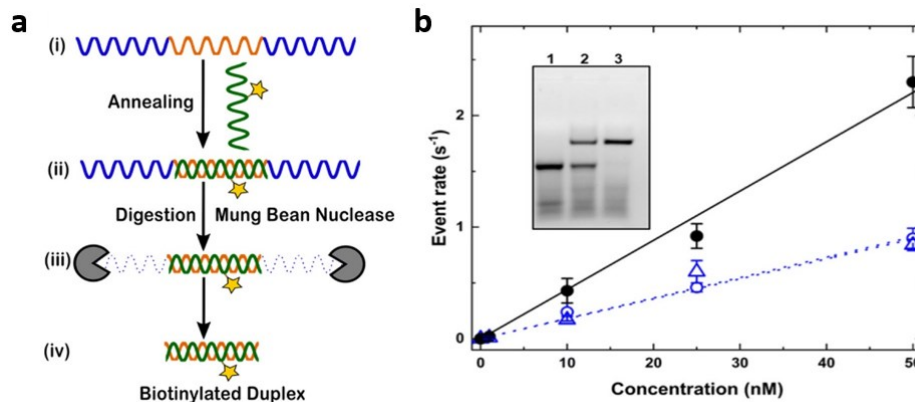 a
(i)
Annealing
(ii)
Digestion Mung Bean Nuclease
(iii)
(iv)
Biotinylated Duplex
b
Event rate (s⁻¹)
2
1
0
1 2 3
0 10 20 30 40 50
Concentration (nM)